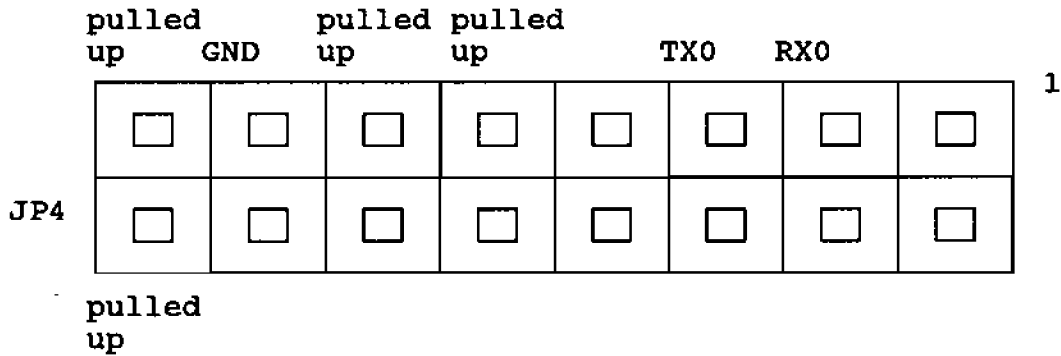 pulled pulled pulled
up GND up up TX0 RX0
1
JP4
pulled
up